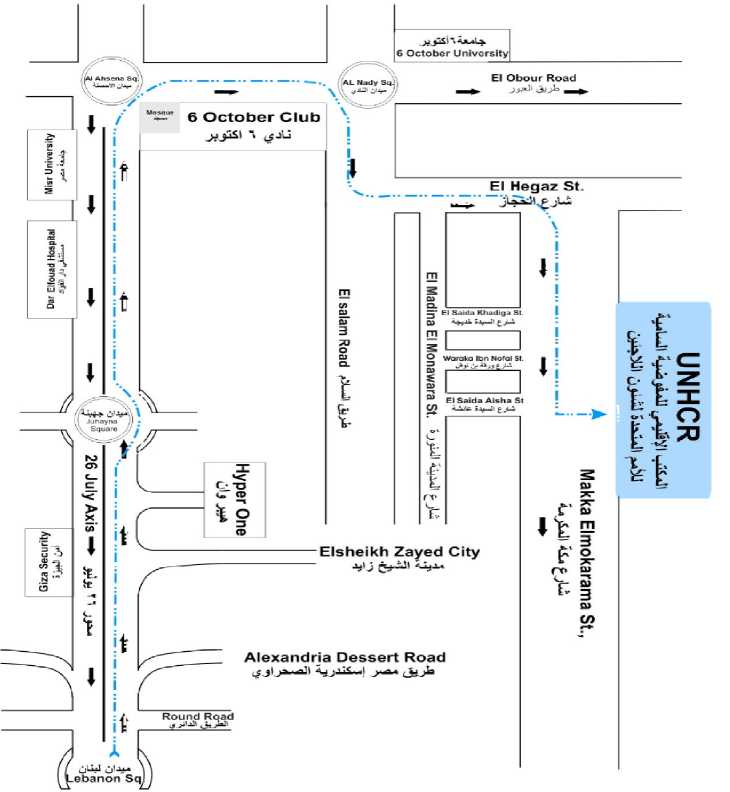 جامعة ٦ أكتوبر
6 October University
Al Ahsena Sq.
ميدان الاحصنة
AL Nady Sq.
ميدان النادي
El Obour Road
طريق العبور
Mosque
مسجد
6 October Club
نادي ٦ اكتوبر
Misr University
جامعة مصر
El Hegaz St.
شارع الحجاز
Dar Elfouad Hospital
مستشفى دار الفؤاد
El salam Road
طريق السلام
El Madina El Monawara St.
شارع المدينة المنورة
El Saida Khadiga St.
شارع السيدة خديجة
Waraka Ibn Nofal St.
شارع ورقة بن نوفل
El Saida Aisha St
شارع السيدة عائشة
UNHCR
المكتب الإقليمي للمفوضية السامية
للأمم المتحدة لشئون اللاجئين
ميدان جهينة
Juhayna
Square
26 July Axis
محور ٢٦ يوليو
Hyper One
هيبر وان
Makka Elmokarama St.,
شارع مكة المكرمة
Giza Security
أمن الجيزة
Elsheikh Zayed City
مدينة الشيخ زايد
Alexandria Dessert Road
طريق مصر إسكندرية الصحراوي
Round Road
الطريق الدائري
ميدان لبنان
Lebanon Sq